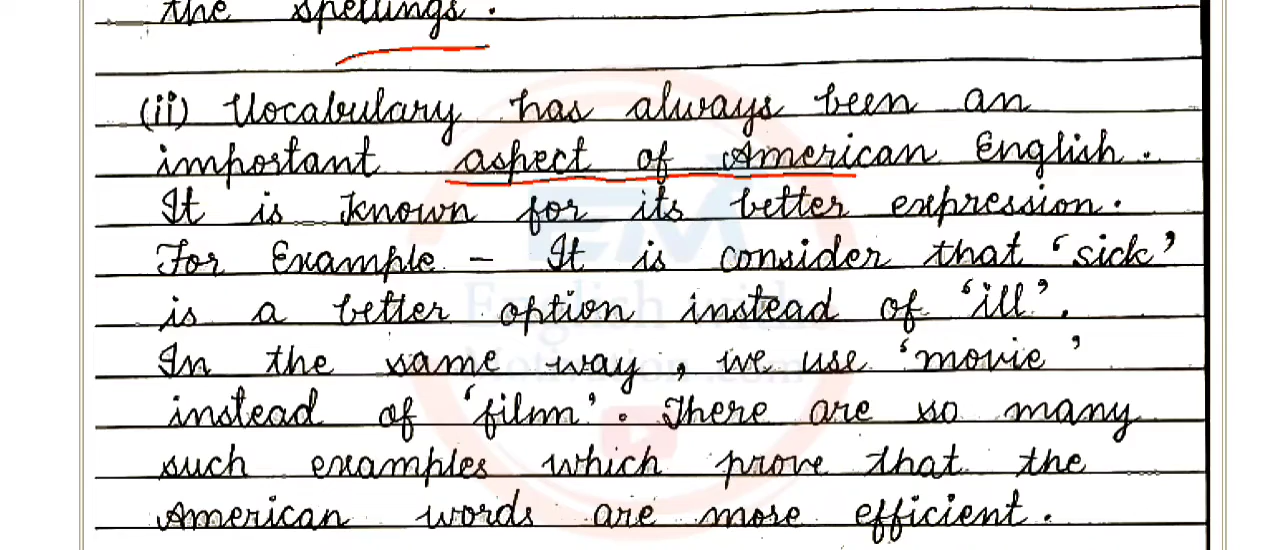 the spellings.
(ii) Vocabulary has always been an
important aspect of American English.
It is known for its better expression.
For Example - It is consider that 'sick'
is a better option instead of 'ill'.
In the same way, we use 'movie'
instead of 'film'. There are so many
such examples which prove that the
American words are more efficient.